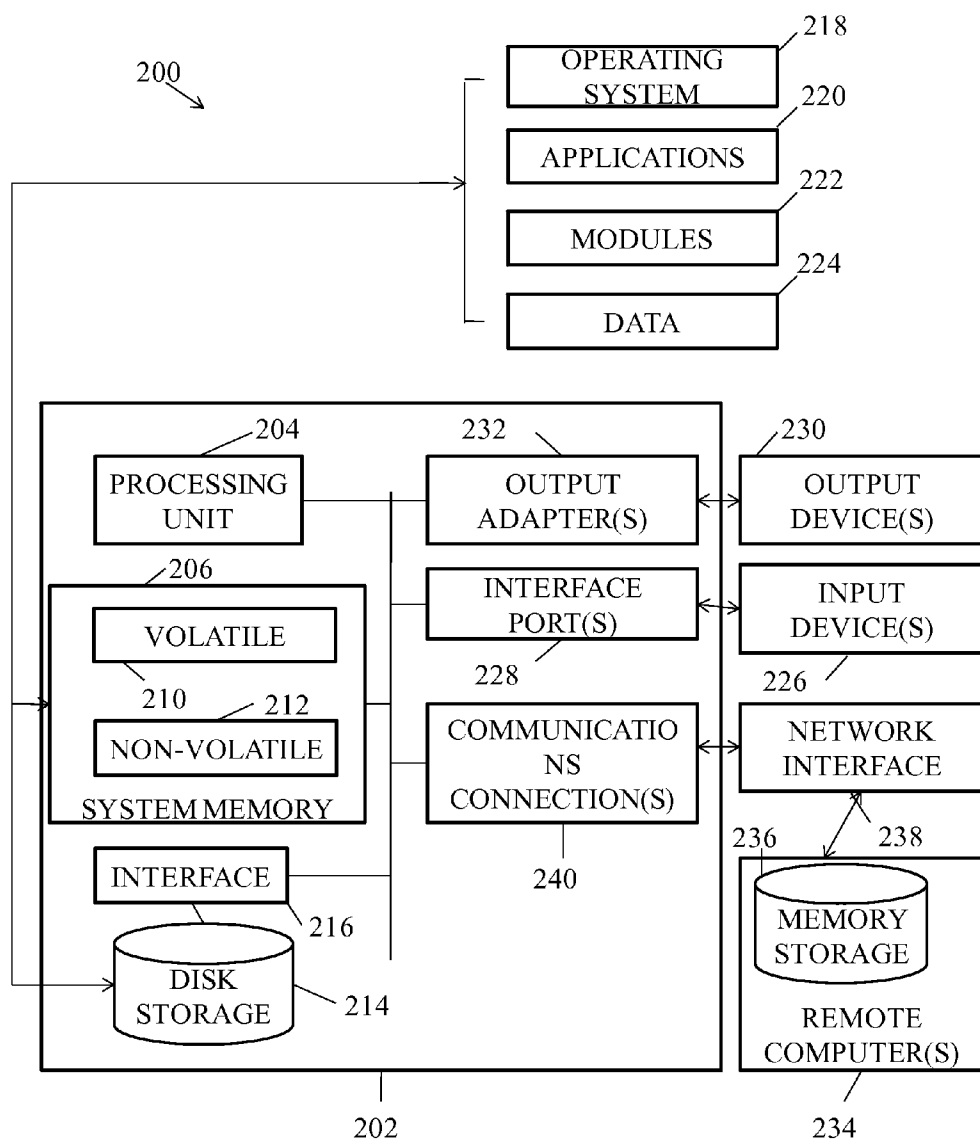 218
200
OPERATING
SYSTEM
220
APPLICATIONS
222
MODULES
224
DATA
204
232
230
PROCESSING
UNIT
OUTPUT
ADAPTER(S)
OUTPUT
DEVICE(S)
206
VOLATILE
INTERFACE
PORT(S)
INPUT
DEVICE(S)
210
212
228
226
NON-VOLATILE
SYSTEM MEMORY
COMMUNICATIO
NS
CONNECTION(S)
NETWORK
INTERFACE
236
238
INTERFACE
216
240
MEMORY
STORAGE
DISK
STORAGE
214
REMOTE
COMPUTER(S)
202
234